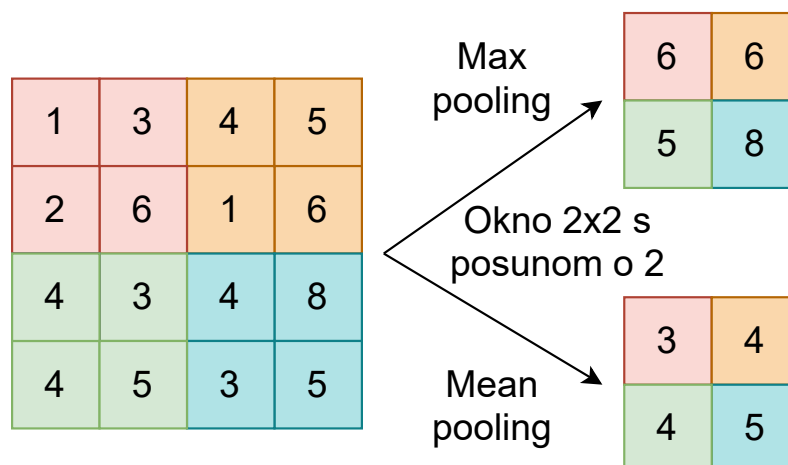 1 3 4 5
2 6 1 6
4 3 4 8
4 5 3 5
Max
pooling
6 6
5 8
Okno 2x2 s
posunom o 2
Mean
pooling
3 4
4 5